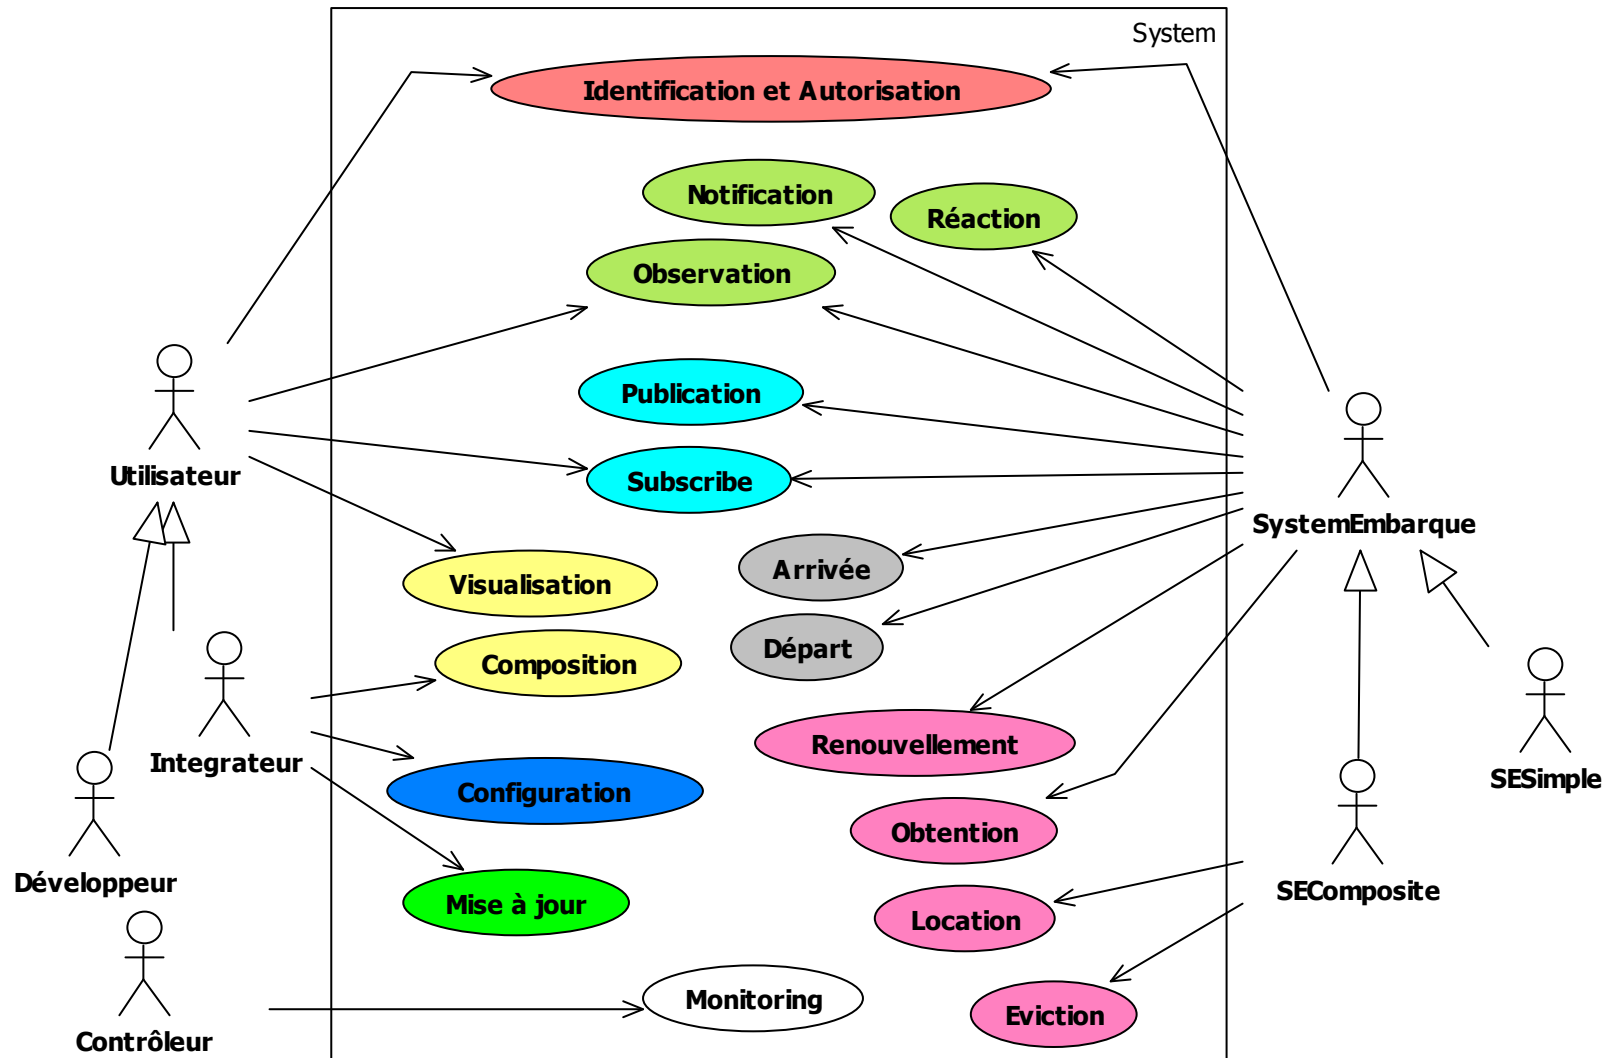 System
Identification et Autorisation
Notification
Réaction
Observation
Publication
Utilisateur
Subscribe
SystemEmbarque
Arrivée
Visualisation
Départ
Composition
Renouvellement
Integrateur
SESimple
Configuration
Obtention
Développeur
SEComposite
Mise à jour
Location
Monitoring
Eviction
Contrôleur